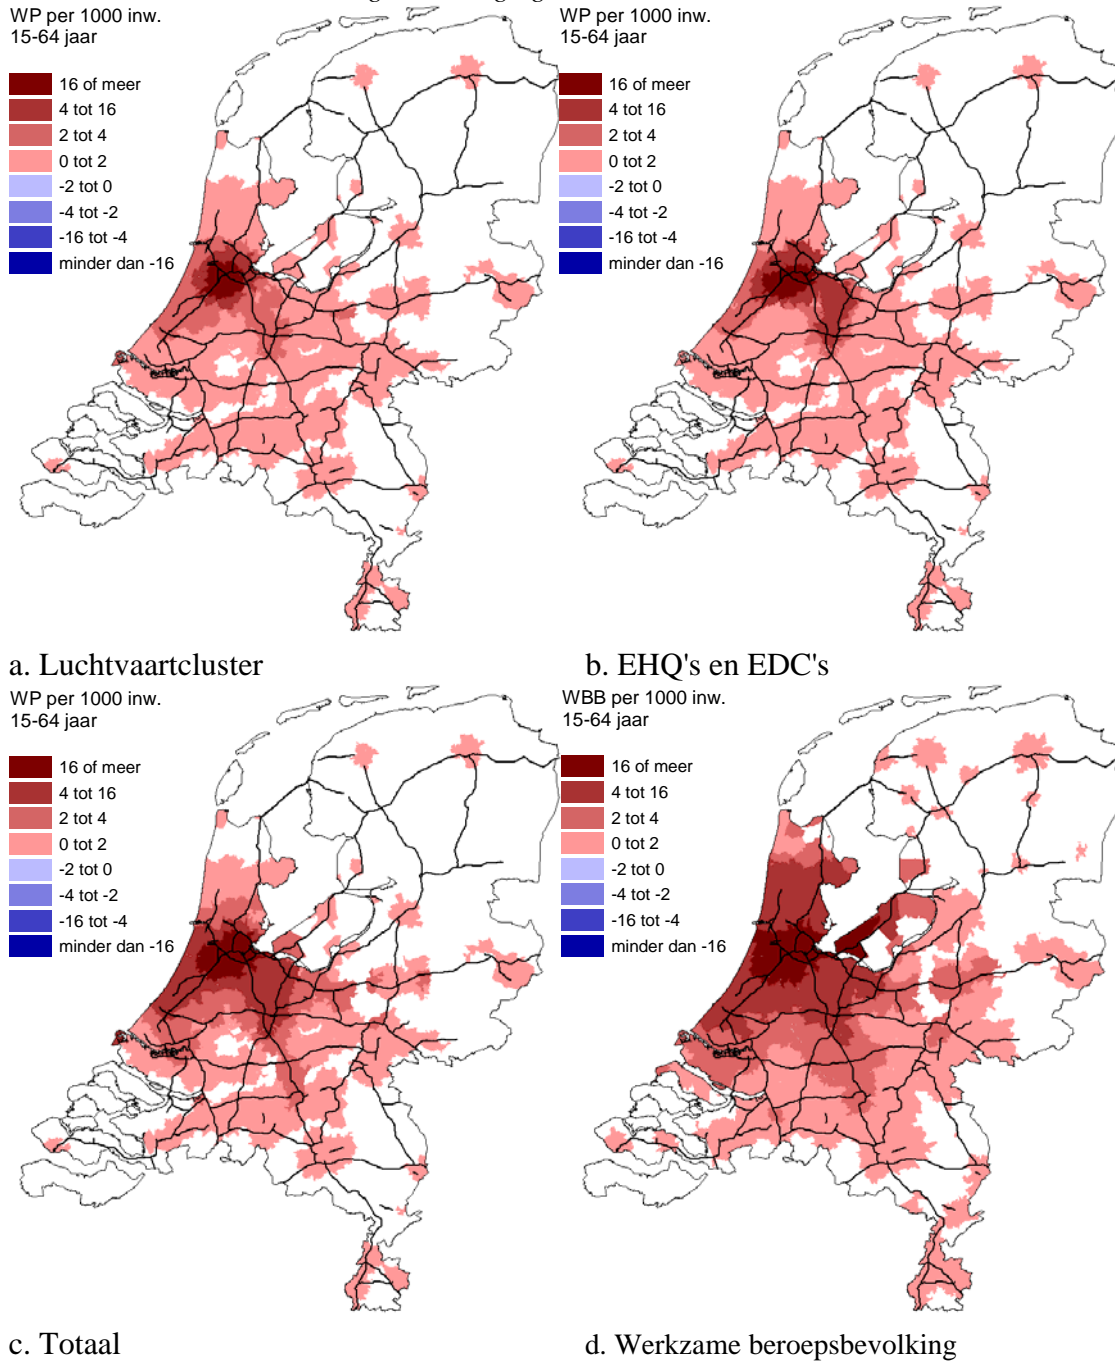 WP per 1000 inw.
15-64 jaar
16 of meer
4 tot 16
2 tot 4
0 tot 2
-2 tot 0
-4 tot -2
-16 tot -4
minder dan -16
a. Luchtvaartcluster
WP per 1000 inw.
15-64 jaar
16 of meer
4 tot 16
2 tot 4
0 tot 2
-2 tot 0
-4 tot -2
-16 tot -4
minder dan -16
b. EHQ's en EDC's
WP per 1000 inw.
15-64 jaar
16 of meer
4 tot 16
2 tot 4
0 tot 2
-2 tot 0
-4 tot -2
-16 tot -4
minder dan -16
c. Totaal
WBB per 1000 inw.
15-64 jaar
16 of meer
4 tot 16
2 tot 4
0 tot 2
-2 tot 0
-4 tot -2
-16 tot -4
minder dan -16
d. Werkzame beroepsbevolking